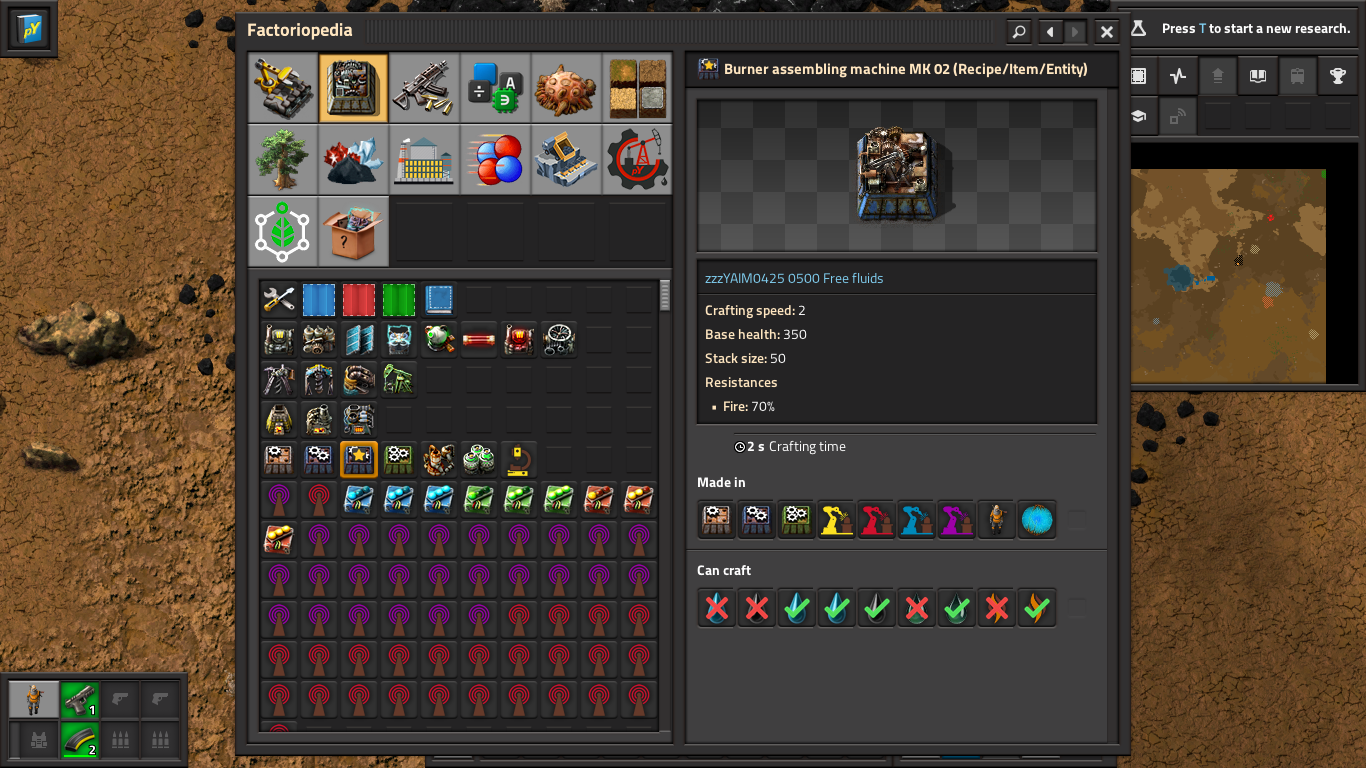 pY
Factoriopedia
Press T to start a new research.
A
?
Burner assembling machine MK 02 (Recipe/Item/Entity)
zzzYAIM0425 0500 Free fluids
Crafting speed: 2
Base health: 350
Stack size: 50
Resistances
▪ Fire: 70%
2 s Crafting time
Made in
Can craft
1
2